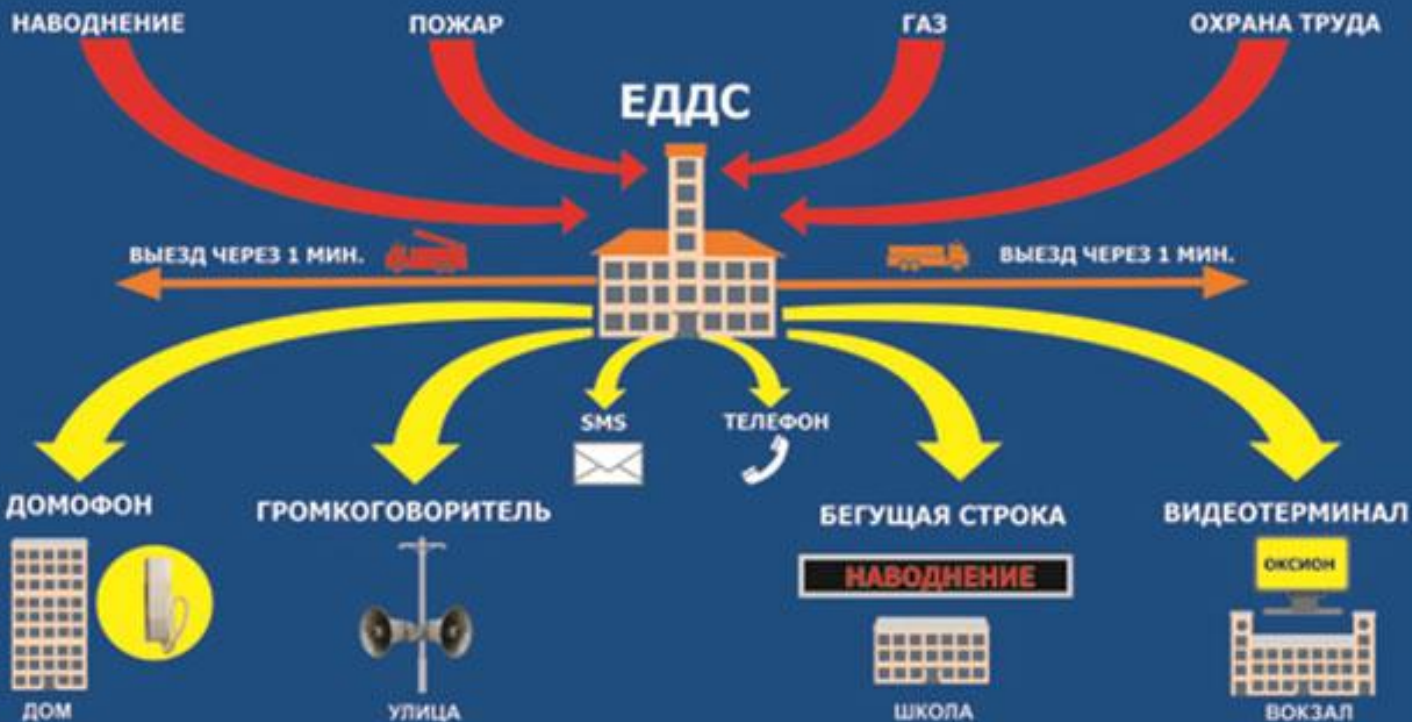 НАВОДНЕНИЕ
ПОЖАР
ГАЗ
ОХРАНА ТРУДА
ЕДДС
ВЫЕЗД ЧЕРЕЗ 1 МИН.
ВЫЕЗД ЧЕРЕЗ 1 МИН.
SMS
ТЕЛЕФОН
ДОМОФОН
ГРОМКОГОВОРИТЕЛЬ
БЕГУЩАЯ СТРОКА
ВИДЕОТЕРМИНАЛ
НАВОДНЕНИЕ
ОКСИОН
ДОМ
УЛИЦА
ШКОЛА
ВОКЗАЛ